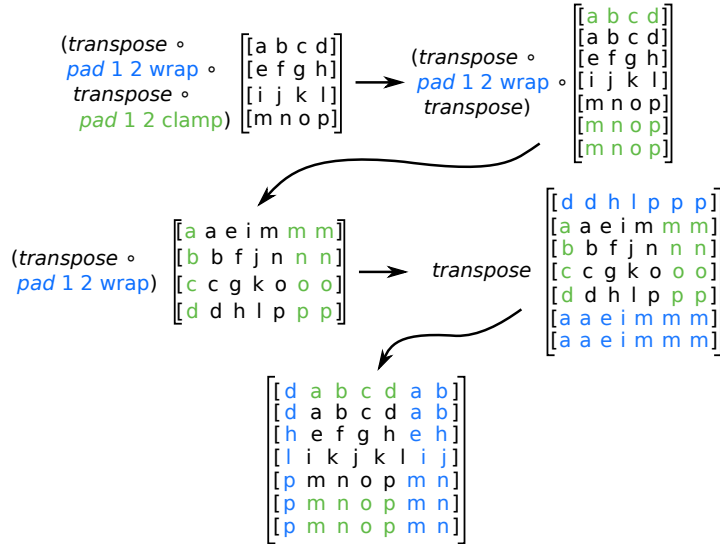 (transpose ∘
pad 1 2 wrap ∘
transpose ∘
pad 1 2 clamp)
[a b c d]
[e f g h]
[i j k l]
[m n o p]
(transpose ∘
pad 1 2 wrap ∘
transpose)
[a b c d]
[a b c d]
[e f g h]
[i j k l]
[m n o p]
[m n o p]
[m n o p]
(transpose ∘
pad 1 2 wrap)
[a a e i m m m]
[b b f j n n n]
[c c g k o o o]
[d d h l p p p]
transpose
[d d h l p p p]
[a a e i m m m]
[b b f j n n n]
[c c g k o o o]
[d d h l p p p]
[a a e i m m m]
[a a e i m m m]
[d a b c d a b]
[d a b c d a b]
[h e f g h e h]
[l i k j k l i j]
[p m n o p m n]
[p m n o p m n]
[p m n o p m n]